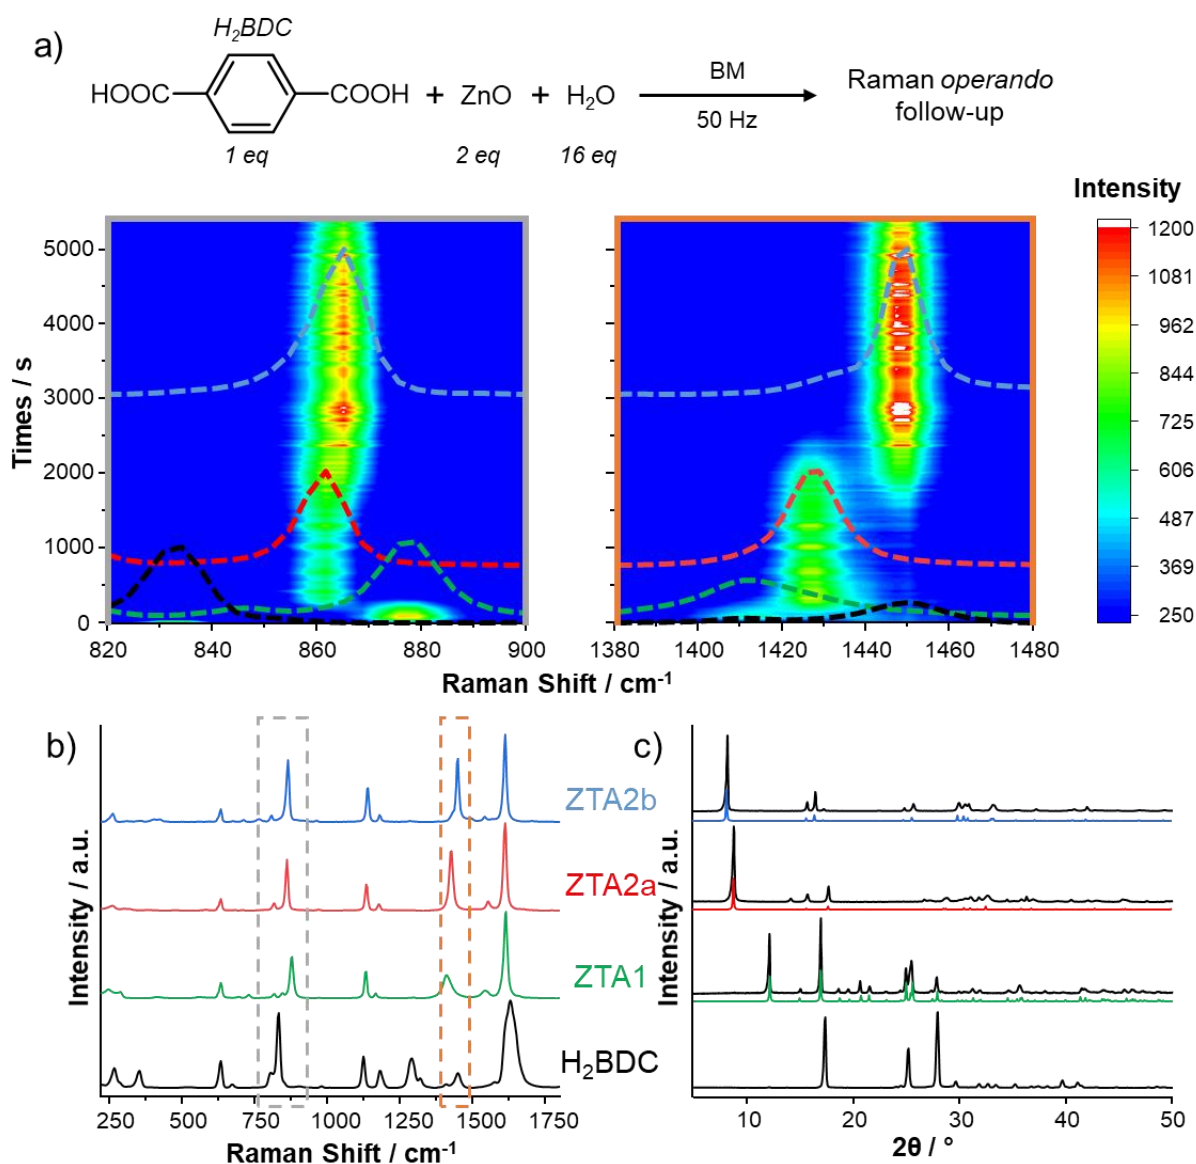 a)
H₂BDC
HOOC COOH + ZnO + H₂O
BM
50 Hz
Raman operando
follow-up
1 eq 2 eq 16 eq
Intensity
1200
1081
962
844
725
606
487
369
250
Times / s
5000
4000
3000
2000
1000
0
820 840 860 880 900
1380 1400 1420 1440 1460 1480
Raman Shift / cm⁻¹
b)
Intensity / a.u.
ZTA2b
ZTA2a
ZTA1
H₂BDC
250 500 750 1000 1250 1500 1750
Raman Shift / cm⁻¹
c)
Intensity / a.u.
10 20 30 40 50
2θ / °